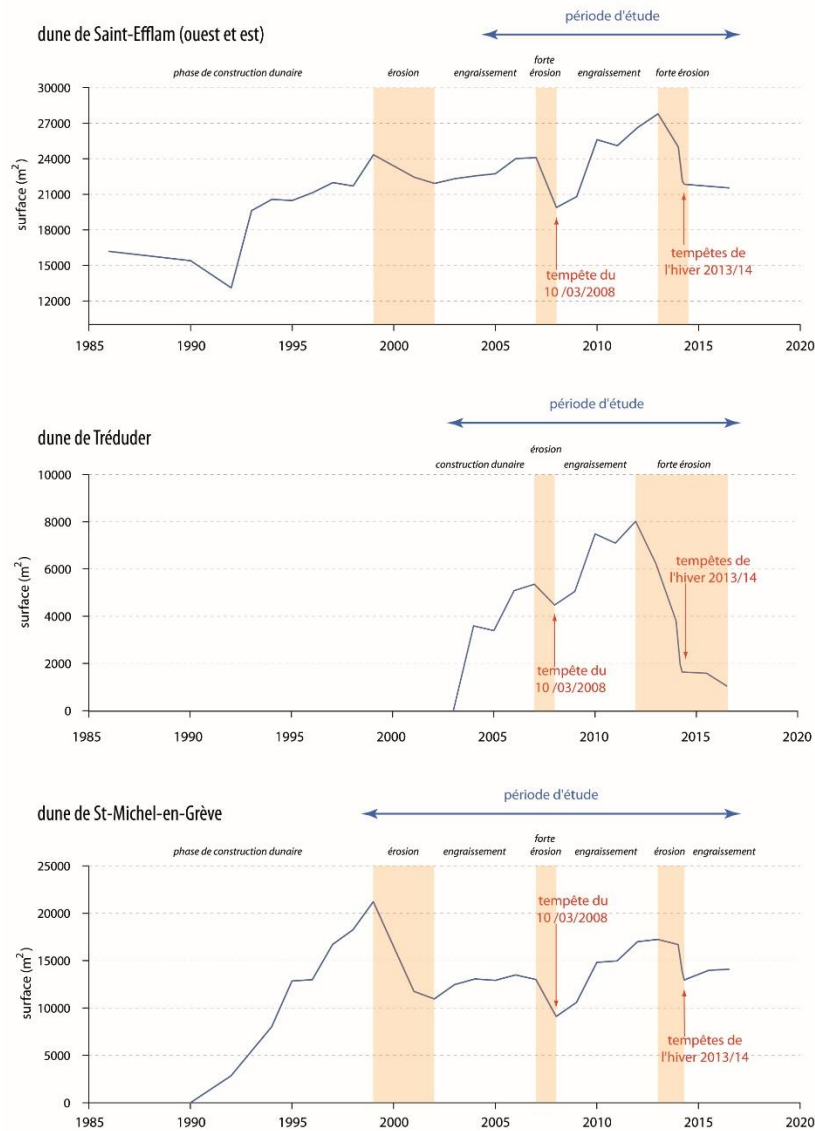 période d'étude
dune de Saint-Efflam (ouest et est)
phase de construction dunaire
érosion
engraissement
forte
érosion
engraissement
forte érosion
surface (m²)
30000
27000
24000
21000
18000
15000
12000
tempête du
10 /03/2008
tempêtes de
l'hiver 2013/14
1985 1990 1995 2000 2005 2010 2015 2020
période d'étude
dune de Tréduder
construction dunaire
érosion
engraissement
forte érosion
surface (m²)
10000
8000
6000
4000
2000
0
tempêtes de
l'hiver 2013/14
tempête du
10 /03/2008
1985 1990 1995 2000 2005 2010 2015 2020
période d'étude
dune de St-Michel-en-Grève
phase de construction dunaire
érosion
engraissement
forte
érosion
engraissement
érosion
engraissement
surface (m²)
25000
20000
15000
10000
5000
0
tempête du
10 /03/2008
tempêtes de
l'hiver 2013/14
1985 1990 1995 2000 2005 2010 2015 2020